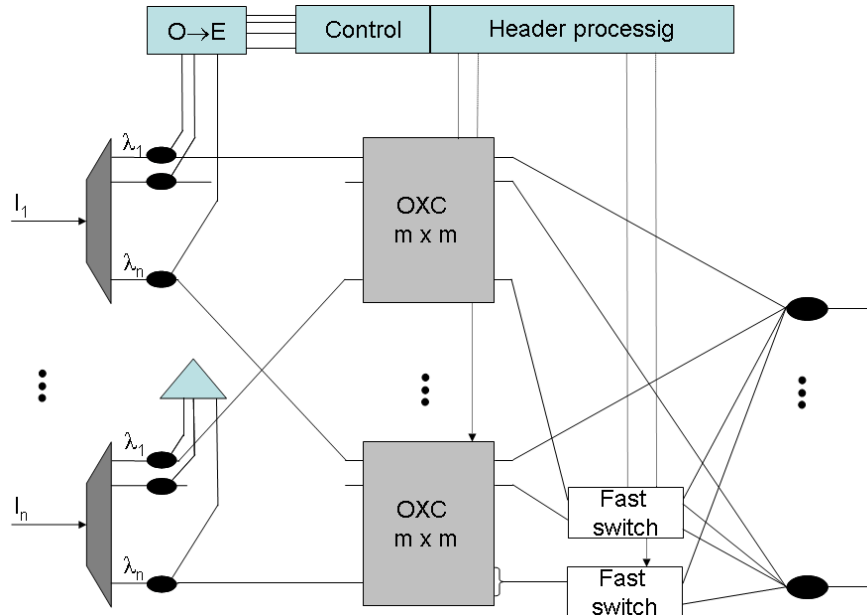 O→E
Control
Header processig
λ1
I1
λn
OXC
m x m
λ1
In
λn
OXC
m x m
Fast
switch
Fast
switch